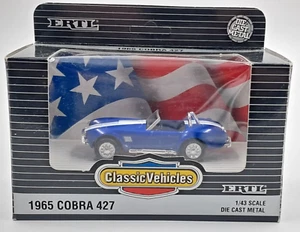 ERTL
DIE CAST
METAL
1965 COBRA 427
Classic Vehicles
1965 COBRA 427
ERTL
1/43 SCALE
DIE CAST METAL